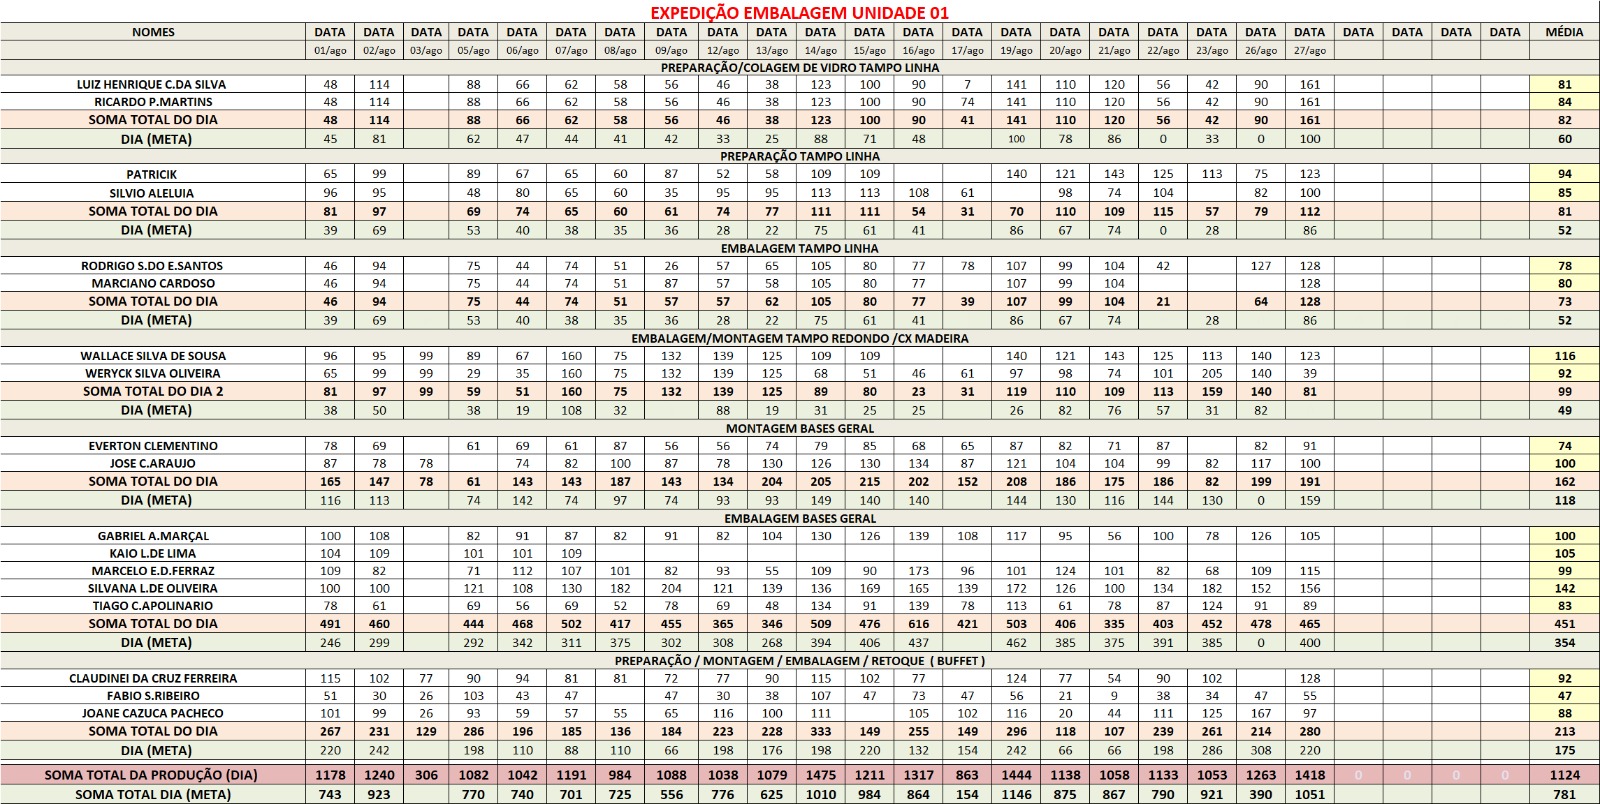 EXPEDIÇÃO EMBALAGEM UNIDADE 01
NOMES DATA DATA DATA DATA DATA DATA DATA DATA DATA DATA DATA DATA DATA DATA DATA DATA DATA DATA DATA DATA DATA DATA DATA DATA DATA MÉDIA
01/ago 02/ago 03/ago 05/ago 06/ago 07/ago 08/ago 09/ago 12/ago 13/ago 14/ago 15/ago 16/ago 17/ago 19/ago 20/ago 21/ago 22/ago 23/ago 26/ago 27/ago
PREPARAÇÃO/COLAGEM DE VIDRO TAMPO LINHA
LUIZ HENRIQUE C.DA SILVA 48 114 88 66 62 58 56 46 38 123 100 90 7 141 110 120 56 42 90 161 81
RICARDO P.MARTINS 48 114 88 66 62 58 56 46 38 123 100 90 74 141 110 120 56 42 90 161 84
SOMA TOTAL DO DIA 48 114 88 66 62 58 56 46 38 123 100 90 41 141 110 120 56 42 90 161 82
DIA (META) 45 81 62 47 44 41 42 33 25 88 71 48 100 78 86 0 33 0 100 60
PREPARAÇÃO TAMPO LINHA
PATRICIK 65 99 89 67 65 60 87 52 58 109 109 140 121 143 125 113 75 123 94
SILVIO ALELUIA 96 95 48 80 65 60 35 95 95 113 113 108 61 98 74 104 82 100 85
SOMA TOTAL DO DIA 81 97 69 74 65 60 61 74 77 111 111 54 31 70 110 109 115 57 79 112 81
DIA (META) 39 69 53 40 38 35 36 28 22 75 61 41 86 67 74 0 28 86 52
EMBALAGEM TAMPO LINHA
RODRIGO S.DO E.SANTOS 46 94 75 44 74 51 26 57 65 105 80 77 78 107 99 104 42 127 128 78
MARCIANO CARDOSO 46 94 75 44 74 51 87 57 58 105 80 77 107 99 104 128 80
SOMA TOTAL DO DIA 46 94 75 44 74 51 57 57 62 105 80 77 39 107 99 104 21 64 128 73
DIA (META) 39 69 53 40 38 35 36 28 22 75 61 41 86 67 74 28 86 52
EMBALAGEM/MONTAGEM TAMPO REDONDO /CX MADEIRA
WALLACE SILVA DE SOUSA 96 95 99 89 67 160 75 132 139 125 109 109 140 121 143 125 113 140 123 116
WERYCK SILVA OLIVEIRA 65 99 99 29 35 160 75 132 139 125 68 51 46 61 97 98 74 101 205 140 39 92
SOMA TOTAL DO DIA 2 81 97 99 59 51 160 75 132 139 125 89 80 23 31 119 110 109 113 159 140 81 99
DIA (META) 38 50 38 19 108 32 88 19 31 25 25 26 82 76 57 31 82 49
MONTAGEM BASES GERAL
EVERTON CLEMENTINO 78 69 61 69 61 87 56 56 74 79 85 68 65 87 82 71 87 82 91 74
JOSE C.ARAUJO 87 78 78 74 82 100 87 78 130 126 130 134 87 121 104 104 99 82 117 100 100
SOMA TOTAL DO DIA 165 147 78 61 143 143 187 143 134 204 205 215 202 152 208 186 175 186 82 199 191 162
DIA (META) 116 113 74 142 74 97 74 93 93 149 140 140 144 130 116 144 130 0 159 118
EMBALAGEM BASES GERAL
GABRIEL A.MARÇAL 100 108 82 91 87 82 91 82 104 130 126 139 108 117 95 56 100 78 126 105 100
KAIO L.DE LIMA 104 109 101 101 109 105
MARCELO E.D.FERRAZ 109 82 71 112 107 101 82 93 55 109 90 173 96 101 124 101 82 68 109 115 99
SILVANA L.DE OLIVEIRA 100 100 121 108 130 182 204 121 139 136 169 165 139 172 126 100 134 182 152 156 142
TIAGO C.APOLINARIO 78 61 69 56 69 52 78 69 48 134 91 139 78 113 61 78 87 124 91 89 83
SOMA TOTAL DO DIA 491 460 444 468 502 417 455 365 346 509 476 616 421 503 406 335 403 452 478 465 451
DIA (META) 246 299 292 342 311 375 302 308 268 394 406 437 462 385 375 391 385 0 400 354
PREPARAÇÃO / MONTAGEM / EMBALAGEM / RETOQUE ( BUFFET )
CLAUDINEI DA CRUZ FERREIRA 115 102 77 90 94 81 81 72 77 90 115 102 77 124 77 54 90 102 128 92
FABIO S.RIBEIRO 51 30 26 103 43 47 47 30 38 107 47 73 47 56 21 9 38 34 47 55 47
JOANE CAZUCA PACHECO 101 99 26 93 59 57 55 65 116 100 111 105 102 116 20 44 111 125 167 97 88
SOMA TOTAL DO DIA 267 231 129 286 196 185 136 184 223 228 333 149 255 149 296 118 107 239 261 214 280 213
DIA (META) 220 242 198 110 88 110 66 198 176 198 220 132 154 242 66 66 198 286 308 220 175
SOMA TOTAL DA PRODUÇÃO (DIA) 1178 1240 306 1082 1042 1191 984 1088 1038 1079 1475 1211 1317 863 1444 1138 1058 1133 1053 1263 1418 0 0 0 0 1124
SOMA TOTAL DIA (META) 743 923 770 740 701 725 556 776 625 1010 984 864 154 1146 875 867 790 921 390 1051 781